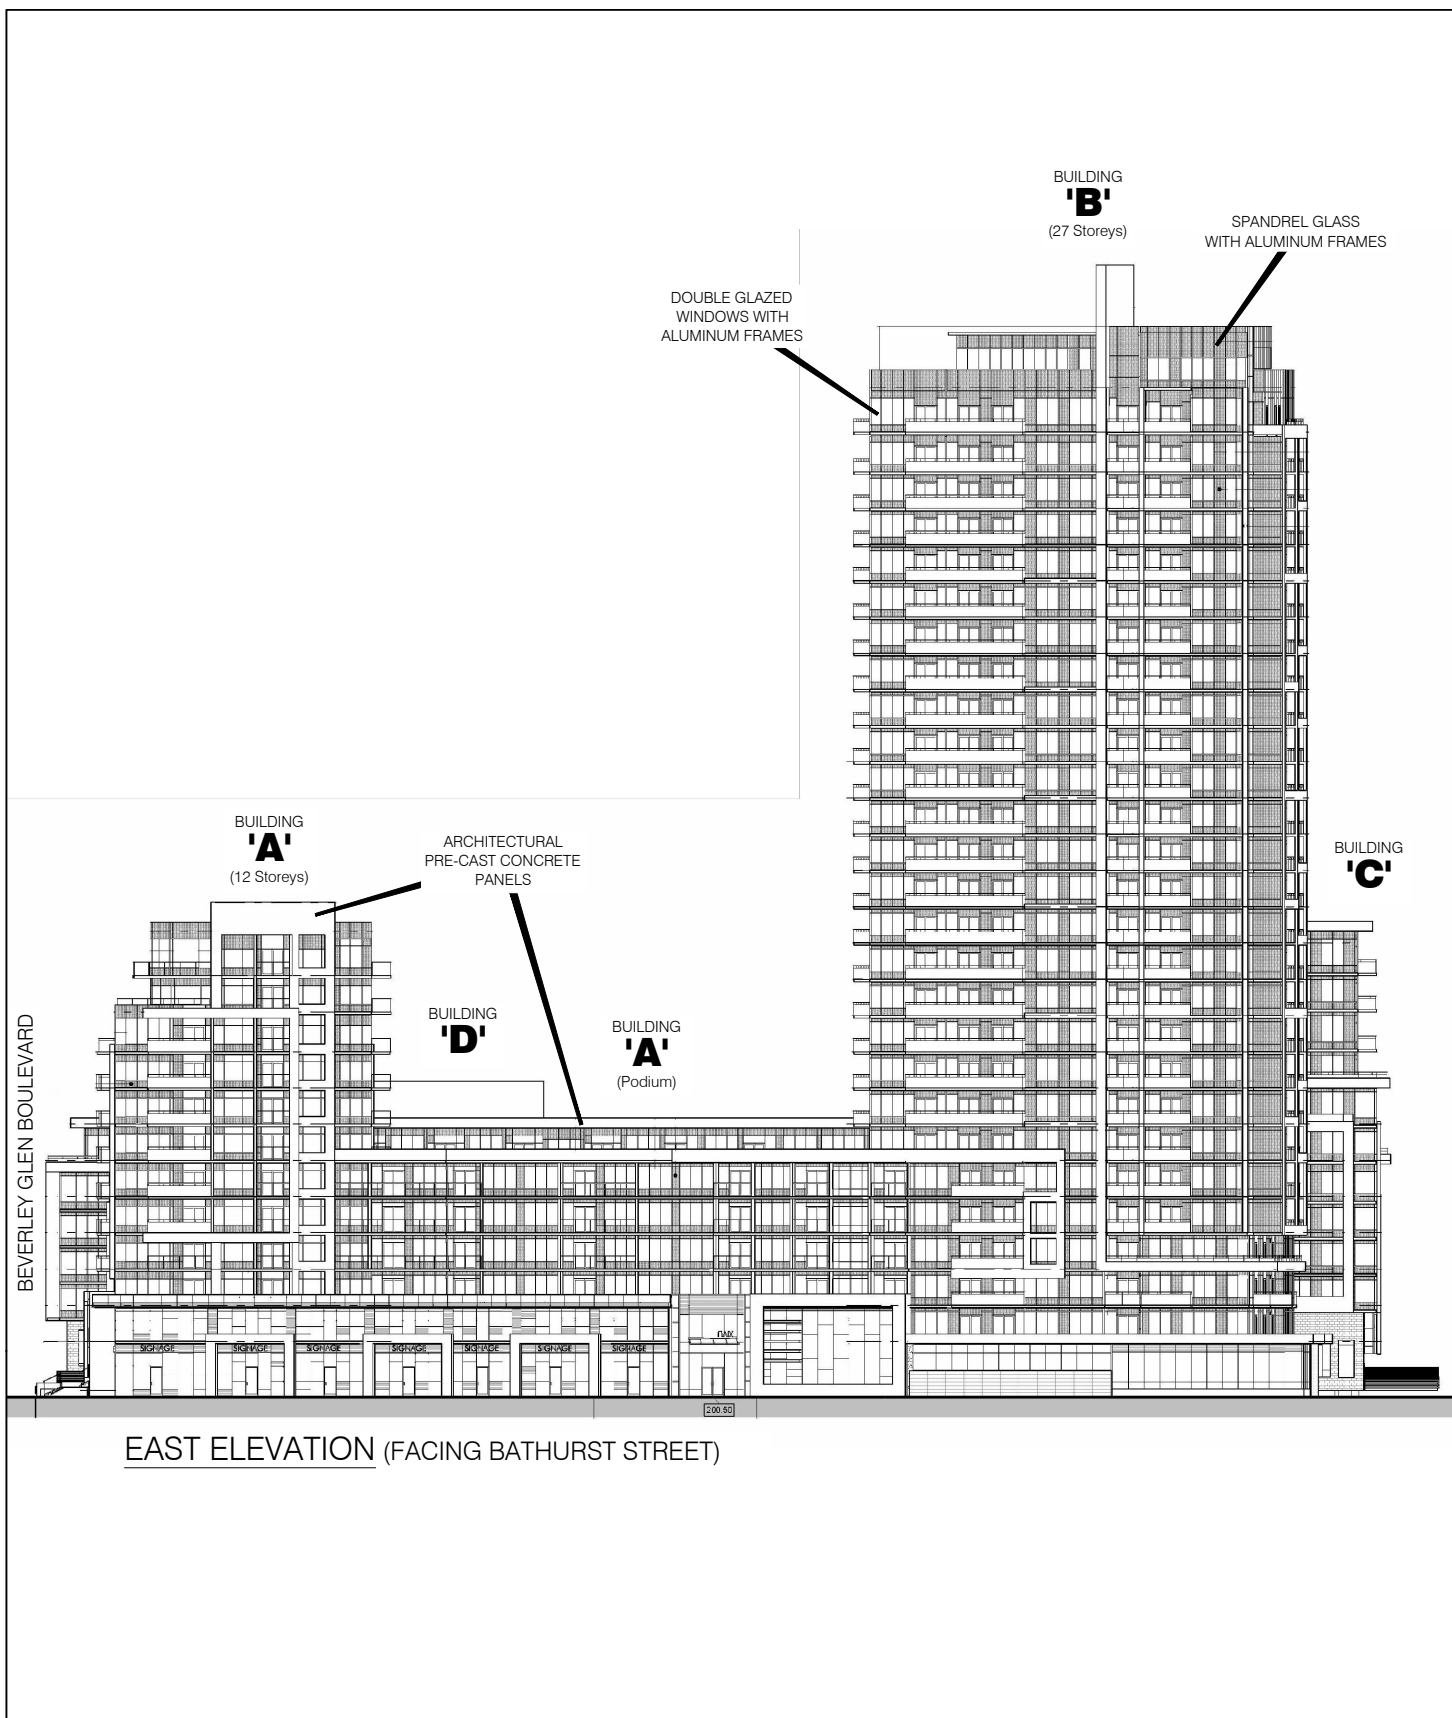 BUILDING
'B'
(27 Storeys)
SPANDREL GLASS
WITH ALUMINUM FRAMES
DOUBLE GLAZED
WINDOWS WITH
ALUMINUM FRAMES
BUILDING
'A'
(12 Storeys)
ARCHITECTURAL
PRE-CAST CONCRETE
PANELS
BUILDING
'C'
BUILDING
'D'
BUILDING
'A'
(Podium)
BEVERLEY GLEN BOULEVARD
SIGNAGE SIGNAGE SIGNAGE SIGNAGE SIGNAGE SIGNAGE SIGNAGE
200.50
EAST ELEVATION (FACING BATHURST STREET)